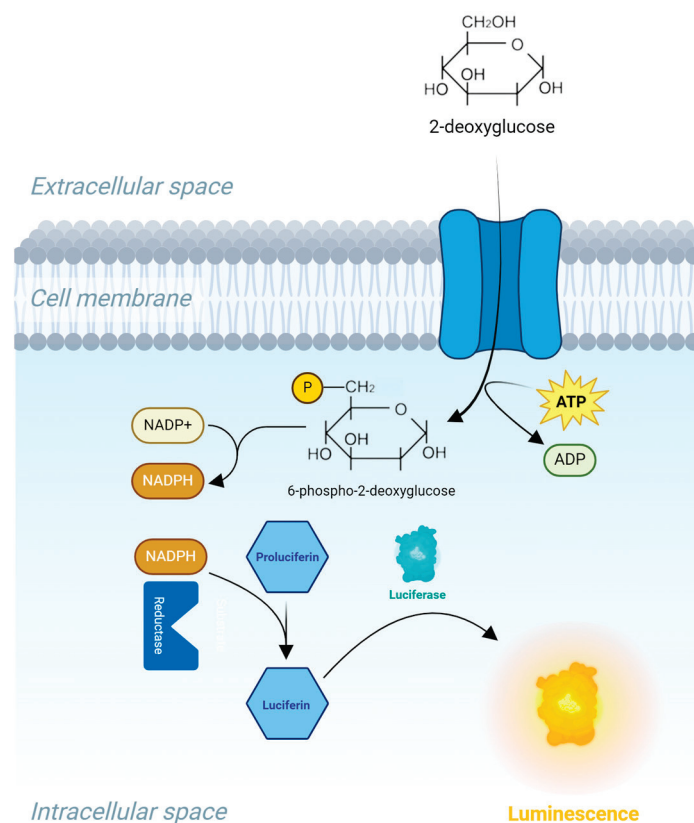 CH₂OH
O
OH
HO
OH
2-deoxyglucose
Extracellular space
Cell membrane
P
CH₂
O
ATP
NADP+
OH
HO
OH
ADP
NADPH
6-phospho-2-deoxyglucose
NADPH
Proluciferin
Luciferase
Reductase
Luciferin
Intracellular space
Luminescence